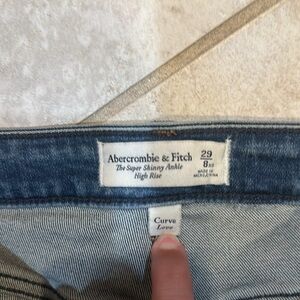 Abercrombie & Fitch
The Super Skinny Ankle
High Rise
29
8
MADE IN
Curve
Love